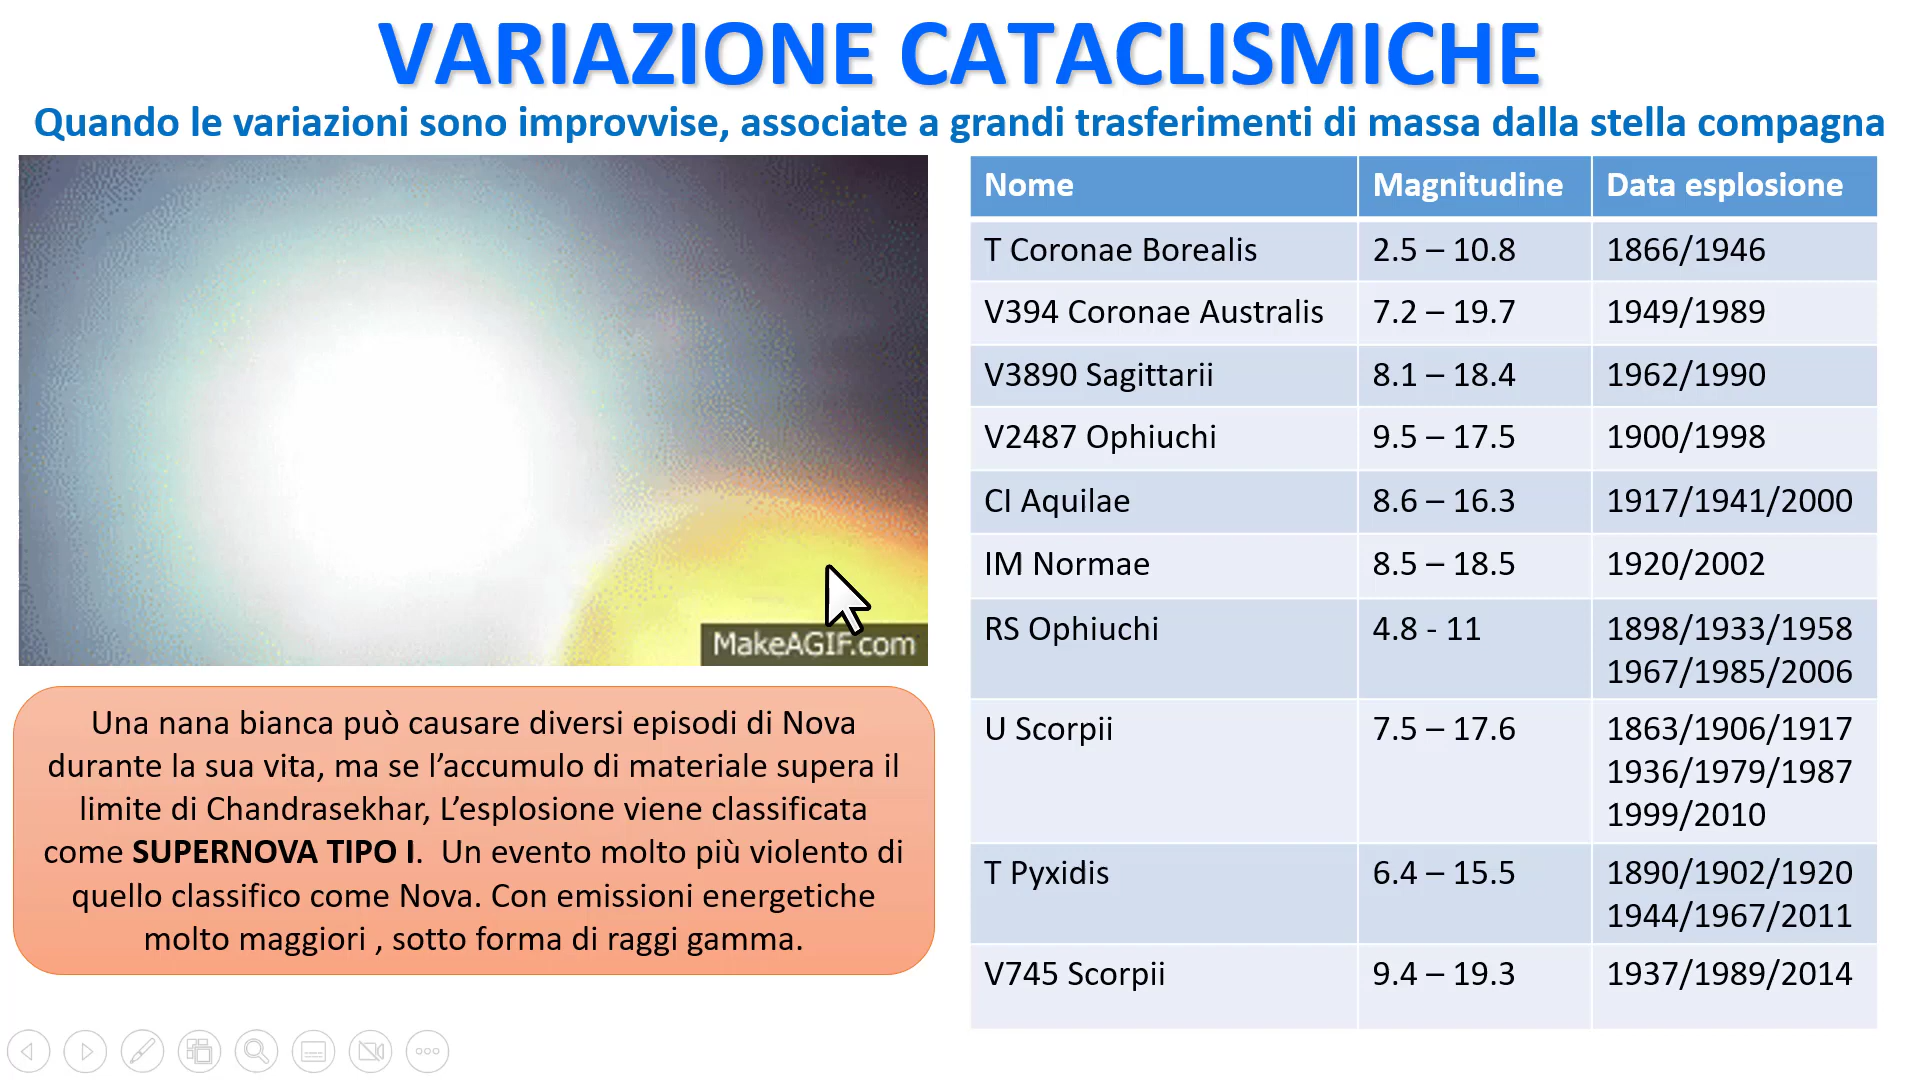 VARIAZIONE CATACLISMICHE
Quando le variazioni sono improvvise, associate a grandi trasferimenti di massa dalla stella compagna
MakeAGIF.com
Una nana bianca può causare diversi episodi di Nova
durante la sua vita, ma se l’accumulo di materiale supera il
limite di Chandrasekhar, L’esplosione viene classificata
come SUPERNOVA TIPO I. Un evento molto più violento di
quello classifico come Nova. Con emissioni energetiche
molto maggiori , sotto forma di raggi gamma.
Nome Magnitudine Data esplosione
T Coronae Borealis 2.5 – 10.8 1866/1946
V394 Coronae Australis 7.2 – 19.7 1949/1989
V3890 Sagittarii 8.1 – 18.4 1962/1990
V2487 Ophiuchi 9.5 – 17.5 1900/1998
CI Aquilae 8.6 – 16.3 1917/1941/2000
IM Normae 8.5 – 18.5 1920/2002
RS Ophiuchi 4.8 - 11 1898/1933/1958
1967/1985/2006
U Scorpii 7.5 – 17.6 1863/1906/1917
1936/1979/1987
1999/2010
T Pyxidis 6.4 – 15.5 1890/1902/1920
1944/1967/2011
V745 Scorpii 9.4 – 19.3 1937/1989/2014